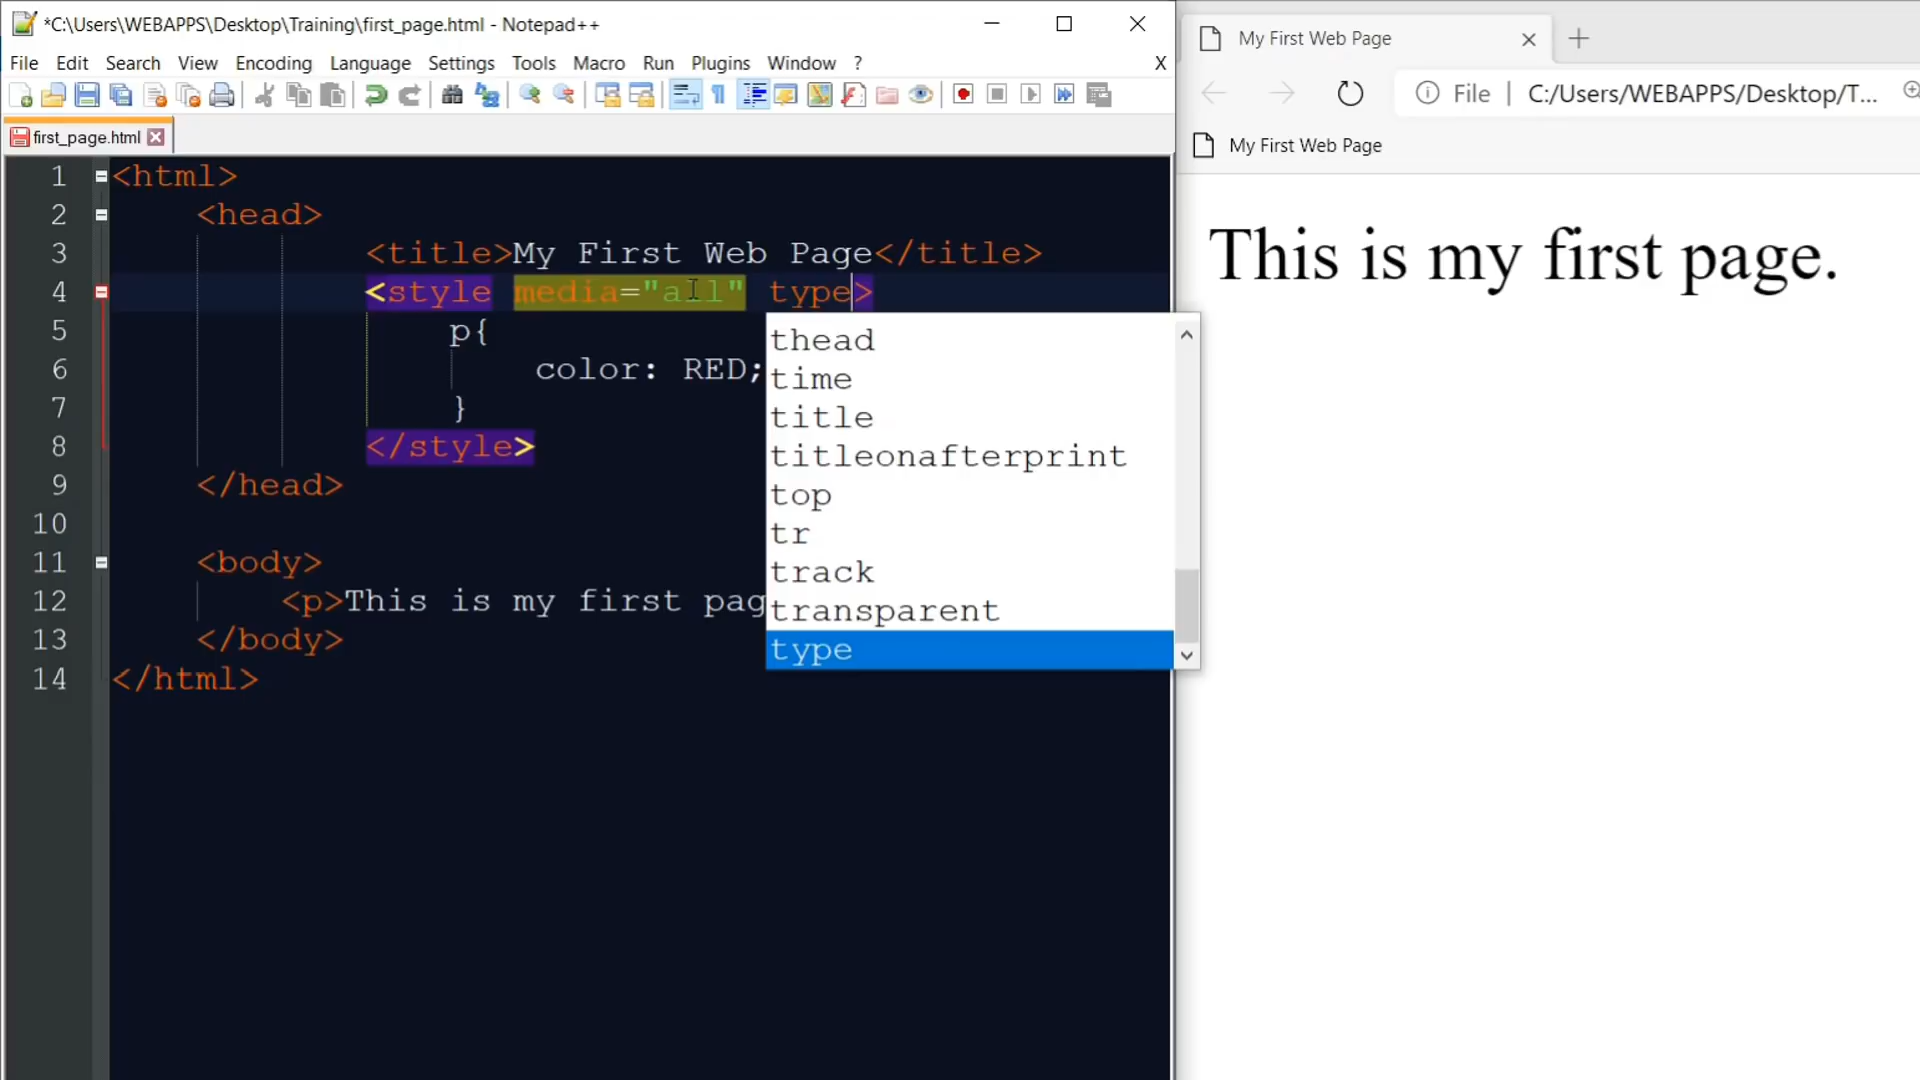 *C:\Users\WEBAPPS\Desktop\Training\first_page.html - Notepad++
File Edit Search View Encoding Language Settings Tools Macro Run Plugins Window ? X
first_page.html
1 <html>
2 <head>
3 <title>My First Web Page</title>
4 <style media="all" type>
5 p{
6 color: RED;
7 }
8 </style>
9 </head>
10
11 <body>
12 <p>This is my first pag
13 </body>
14 </html>
thead
time
title
titleonafterprint
top
tr
track
transparent
type
My First Web Page
File | C:/Users/WEBAPPS/Desktop/T...
My First Web Page
This is my first page.